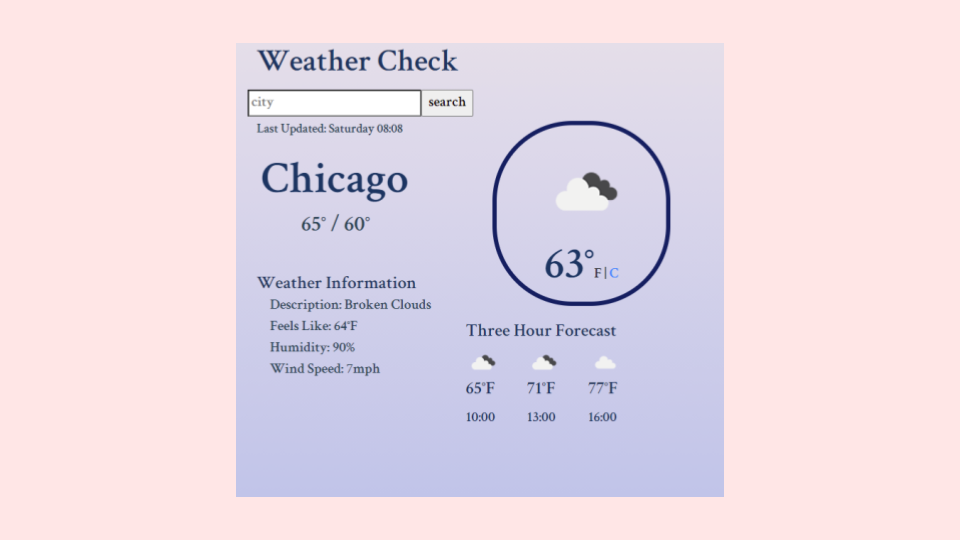 Weather Check
city
search
Last Updated: Saturday 08:08
Chicago
65° / 60°
63° F|C
Weather Information
Description: Broken Clouds
Feels Like: 64°F
Humidity: 90%
Wind Speed: 7mph
Three Hour Forecast
65°F 71°F 77°F
10:00 13:00 16:00